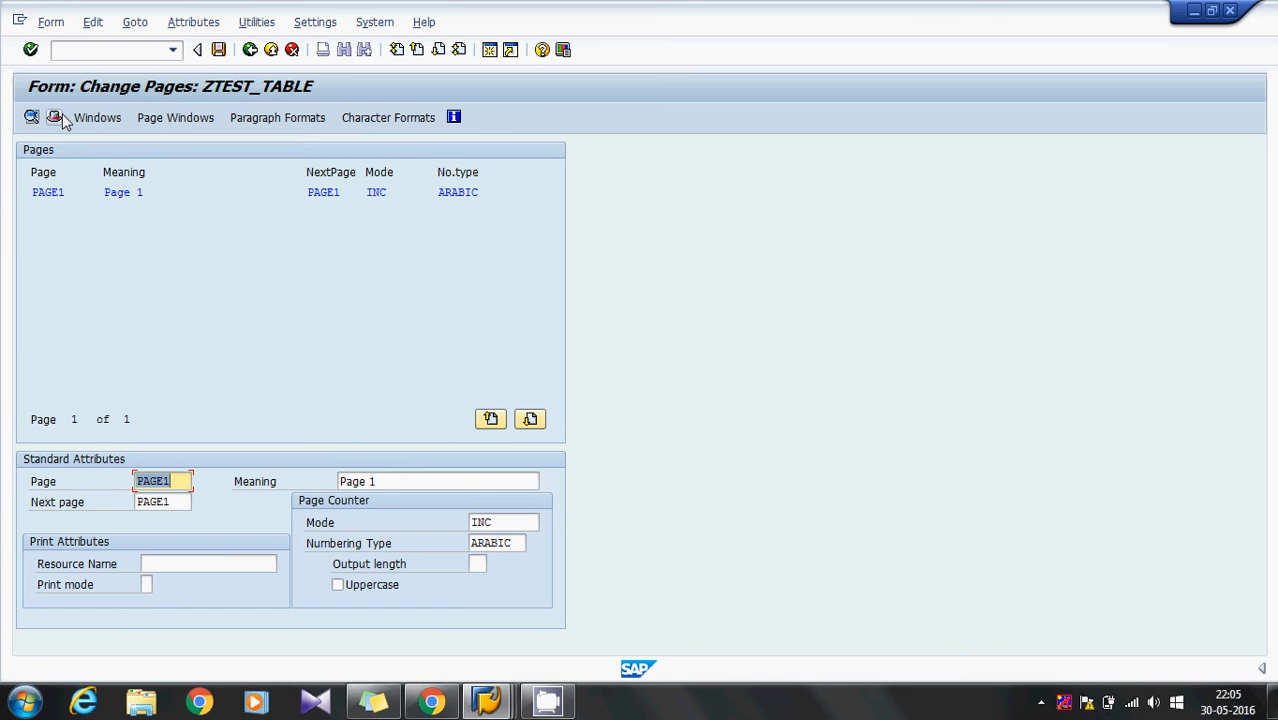 Form Edit Goto Attributes Utilities Settings System Help
Form: Change Pages: ZTEST_TABLE
Windows Page Windows Paragraph Formats Character Formats
Pages
Page Meaning NextPage Mode No.type
PAGE1 Page 1 PAGE1 INC ARABIC
Page 1 of 1
Standard Attributes
Page PAGE1 Meaning Page 1
Next page PAGE1 Page Counter
Mode INC
Print Attributes Numbering Type ARABIC
Resource Name Output length
Print mode Uppercase
SAP
22:05
30-05-2016